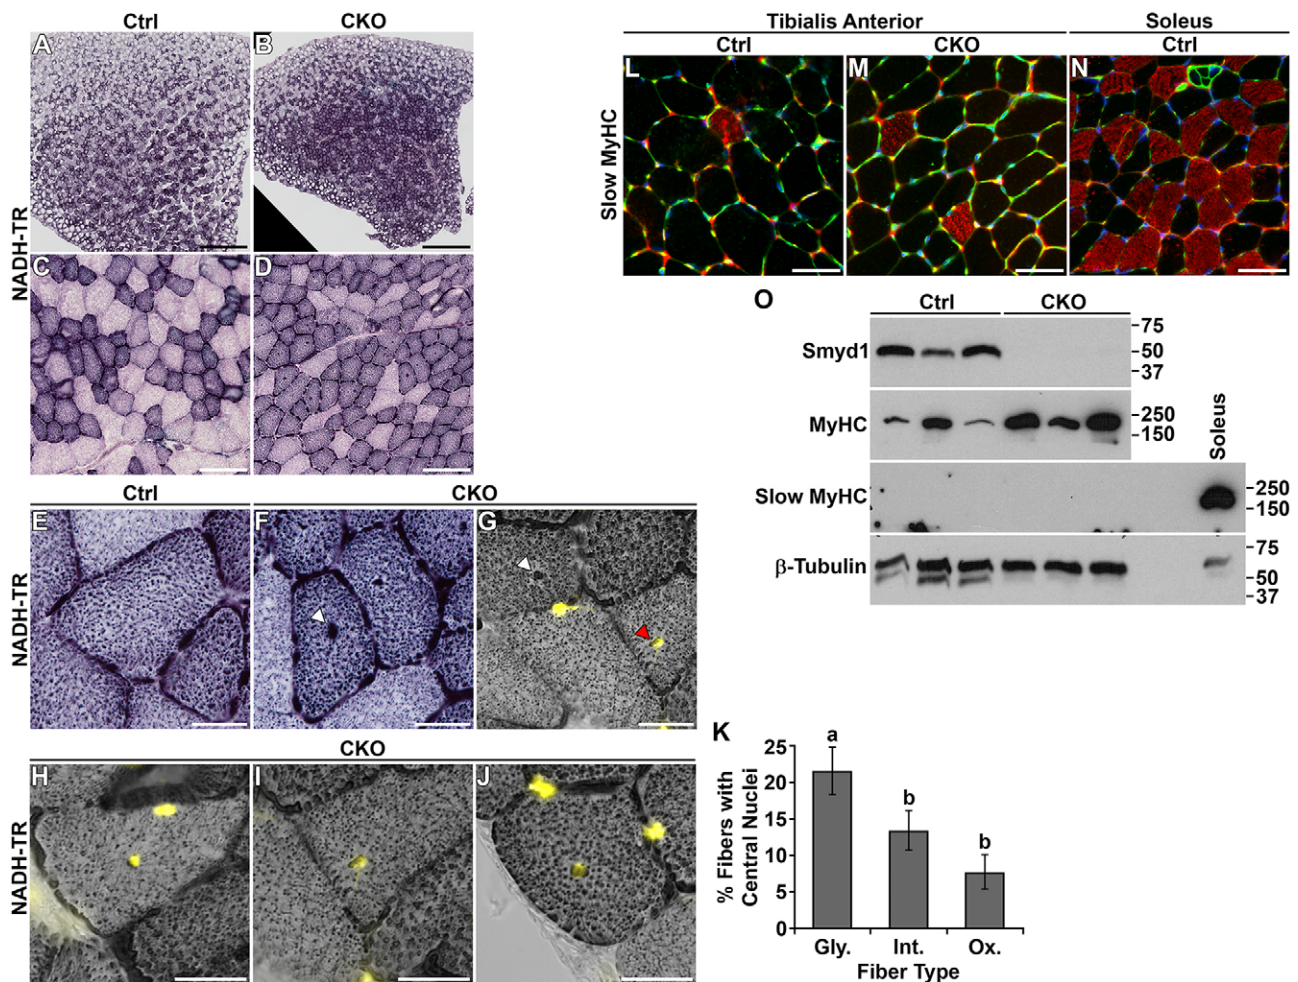 Ctrl
CKO
A
B
C
D
NADH-TR
Ctrl
CKO
E
F
G
NADH-TR
CKO
H
I
J
NADH-TR
Tibialis Anterior
Soleus
Ctrl
CKO
Ctrl
L
M
N
Slow MyHC
O
Ctrl
CKO
Smyd1
-75
-50
-37
MyHC
-250
-150
Soleus
Slow MyHC
-250
-150
β-Tubulin
-75
-50
-37
K
% Fibers with
Central Nuclei
25
20
15
10
5
0
a
b
b
Gly.
Int.
Ox.
Fiber Type